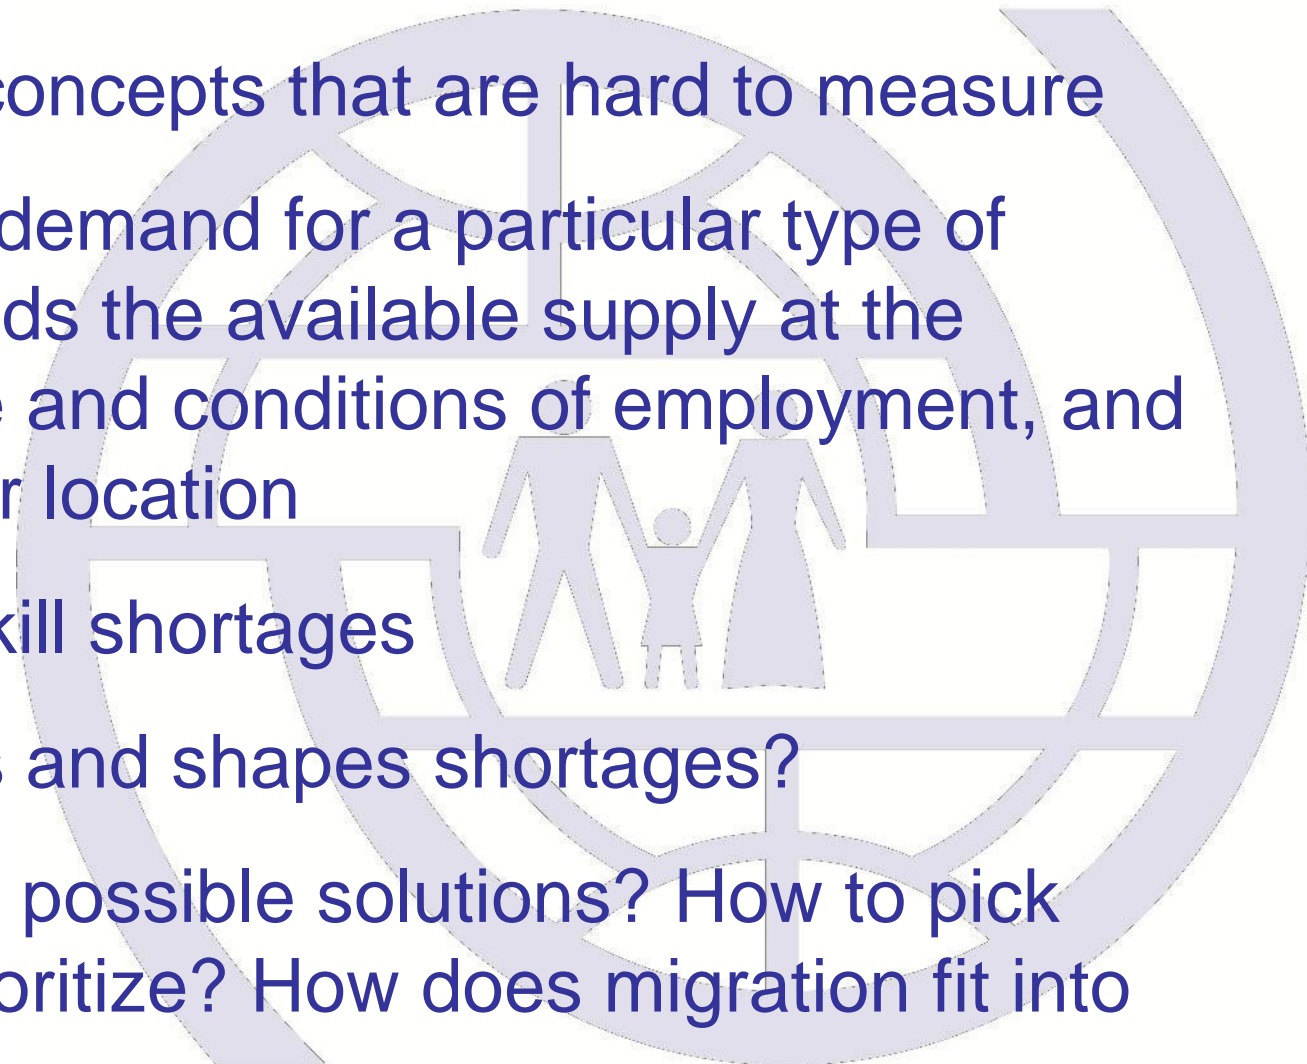 concepts that are hard to measure
demand for a particular type of
ds the available supply at the
e and conditions of employment, and
r location
kill shortages
s and shapes shortages?
possible solutions? How to pick
oritize? How does migration fit into